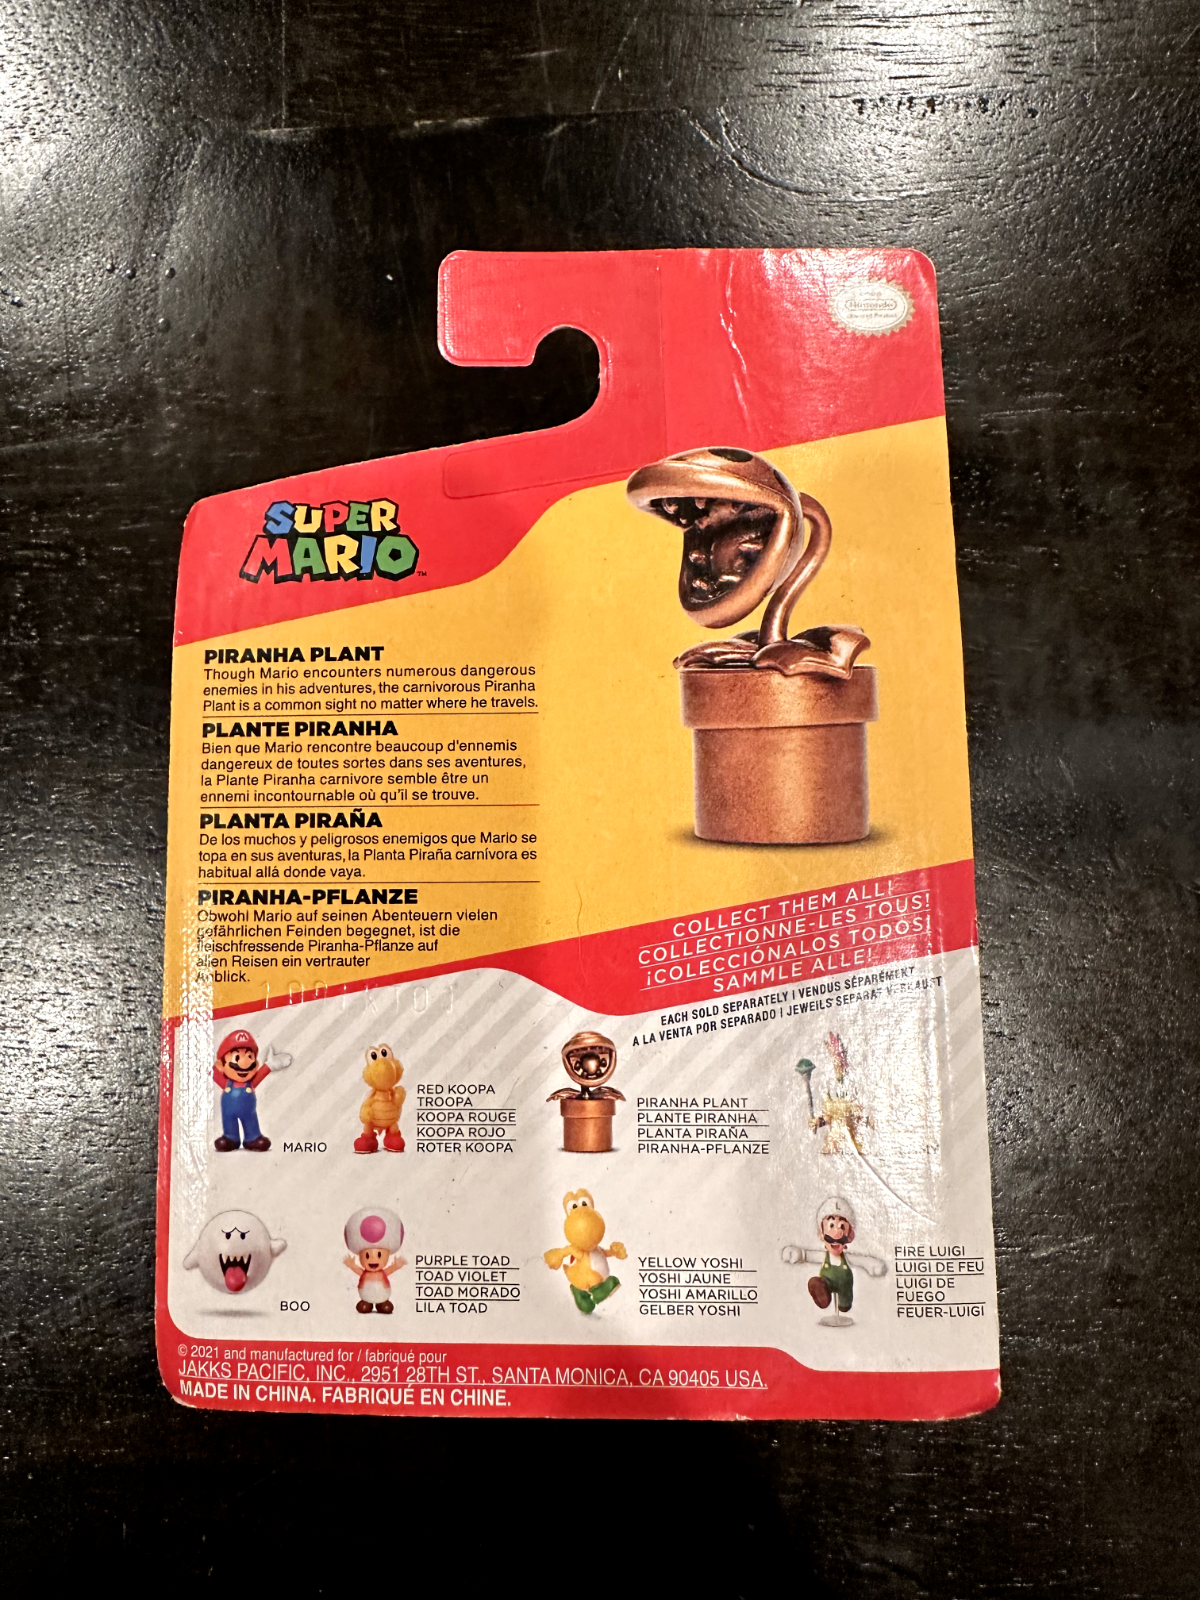 Nintendo
SUPER
MARIO™
PIRANHA PLANT
Though Mario encounters numerous dangerous
enemies in his adventures, the carnivorous Piranha
Plant is a common sight no matter where he travels.
PLANTE PIRANHA
Bien que Mario rencontre beaucoup d'ennemis
dangereux de toutes sortes dans ses aventures,
la Plante Piranha carnivore semble être un
ennemi incontournable où qu'il se trouve.
PLANTA PIRAÑA
De los muchos y peligrosos enemigos que Mario se
topa en sus aventuras, la Planta Piraña carnívora es
habitual allá donde vaya.
PIRANHA-PFLANZE
Obwohl Mario auf seinen Abenteuern vielen
gefährlichen Feinden begegnet, ist die
fleischfressende Piranha-Pflanze auf
allen Reisen ein vertrauter
Anblick.
COLLECT THEM ALL!
COLLECTIONNE-LES TOUS!
¡COLECCIÓNALOS TODOS!
SAMMLE ALLE!
EACH SOLD SEPARATELY | VENDUS SÉPARÉMENT
A LA VENTA POR SEPARADO | JEWEILS SEPARAT VERKAUFT
MARIO
RED KOOPA
TROOPA
KOOPA ROUGE
KOOPA ROJO
ROTER KOOPA
PIRANHA PLANT
PLANTE PIRANHA
PLANTA PIRAÑA
PIRANHA-PFLANZE
BOO
PURPLE TOAD
TOAD VIOLET
TOAD MORADO
LILA TOAD
YELLOW YOSHI
YOSHI JAUNE
YOSHI AMARILLO
GELBER YOSHI
FIRE LUIGI
LUIGI DE FEU
LUIGI DE
FUEGO
FEUER-LUIGI
© 2021 and manufactured for / fabriqué pour
JAKKS PACIFIC, INC., 2951 28TH ST., SANTA MONICA, CA 90405 USA.
MADE IN CHINA. FABRIQUÉ EN CHINE.